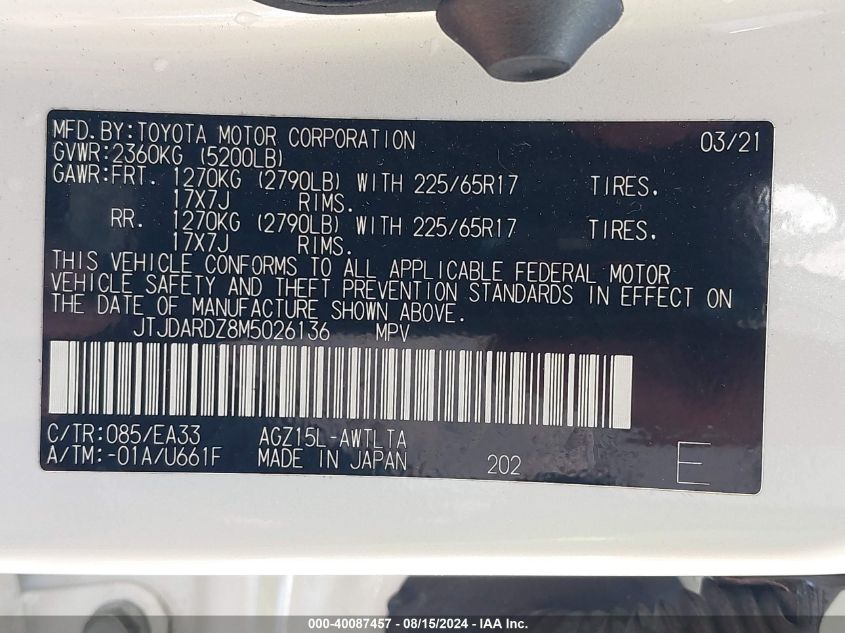 MFD.BY:TOYOTA MOTOR CORPORATION 03/21
GVWR:2360KG (5200LB)
GAWR:FRT. 1270KG (2790LB) WITH 225/65R17 TIRES.
17X7J RIMS.
RR. 1270KG (2790LB) WITH 225/65R17 TIRES.
17X7J RIMS.
THIS VEHICLE CONFORMS TO ALL APPLICABLE FEDERAL MOTOR
VEHICLE SAFETY AND THEFT PREVENTION STANDARDS IN EFFECT ON
THE DATE OF MANUFACTURE SHOWN ABOVE.
JTJDARDZ8M5026136 MPV
C/TR:085/EA33 AGZ15L-AWTLTA
A/TM:-01A/U661F MADE IN JAPAN 202 E
000-40087457 - 08/15/2024 - IAA Inc.